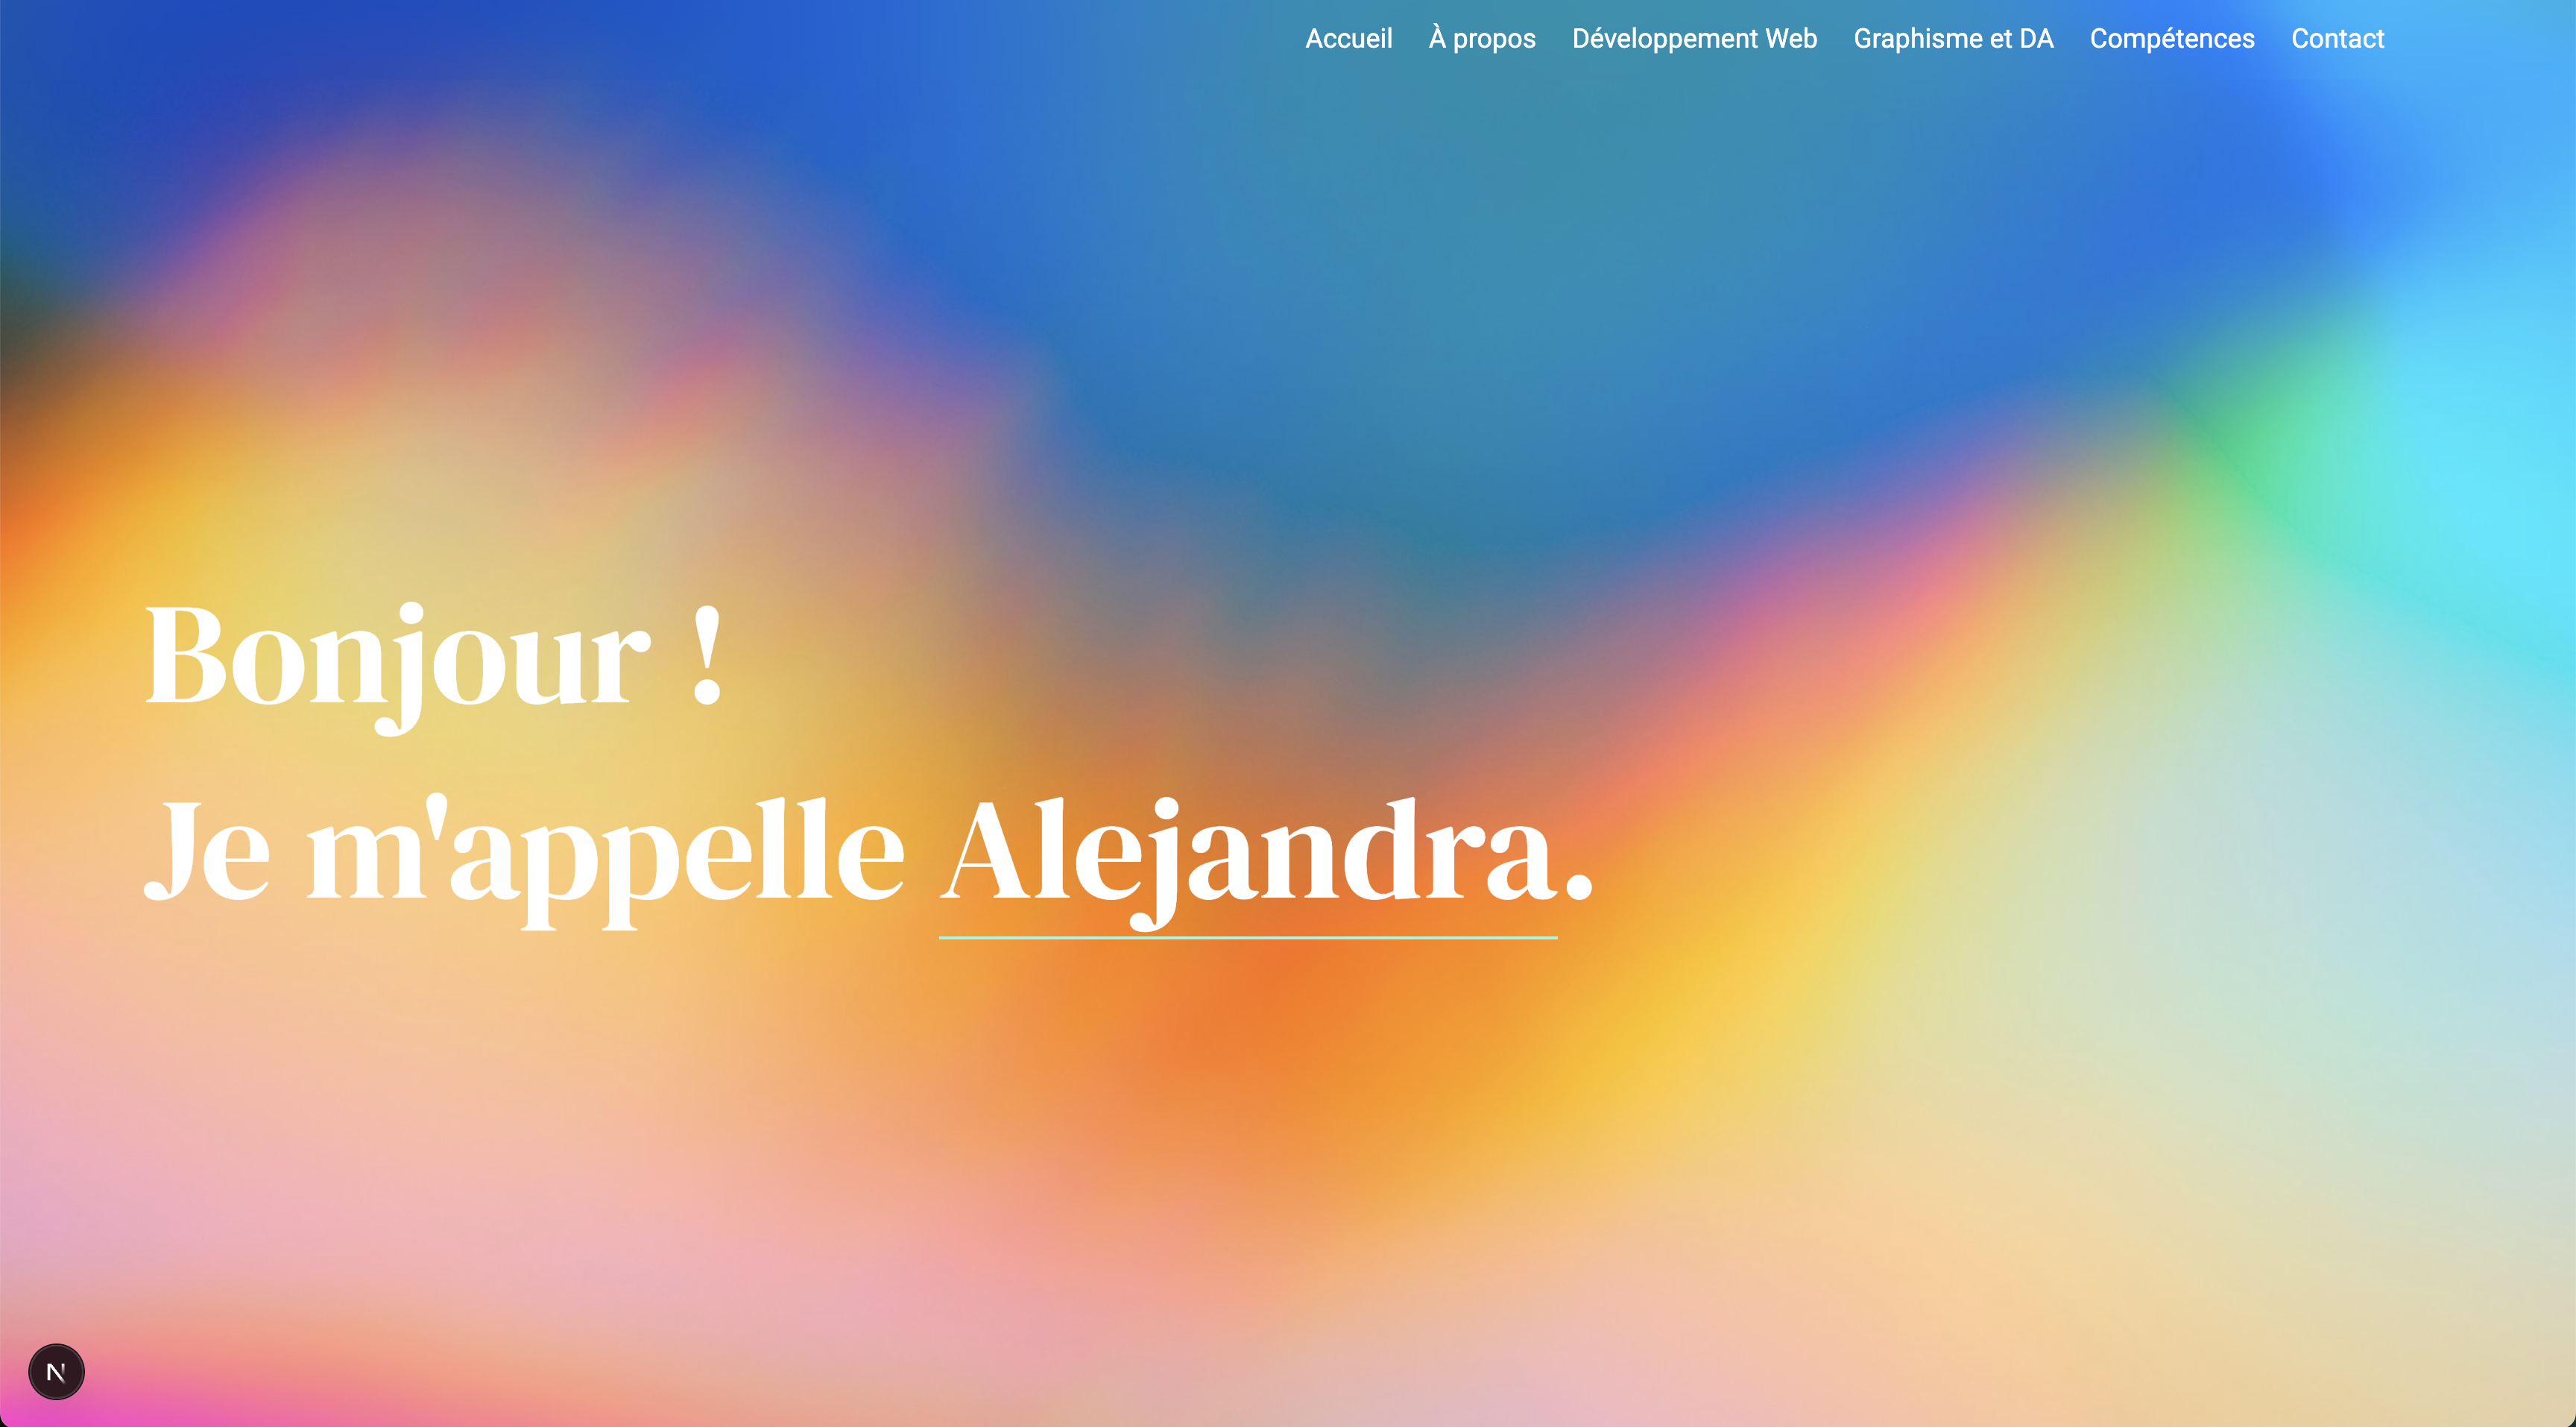 Accueil À propos Développement Web Graphisme et DA Compétences Contact
Bonjour !
Je m'appelle Alejandra.
N